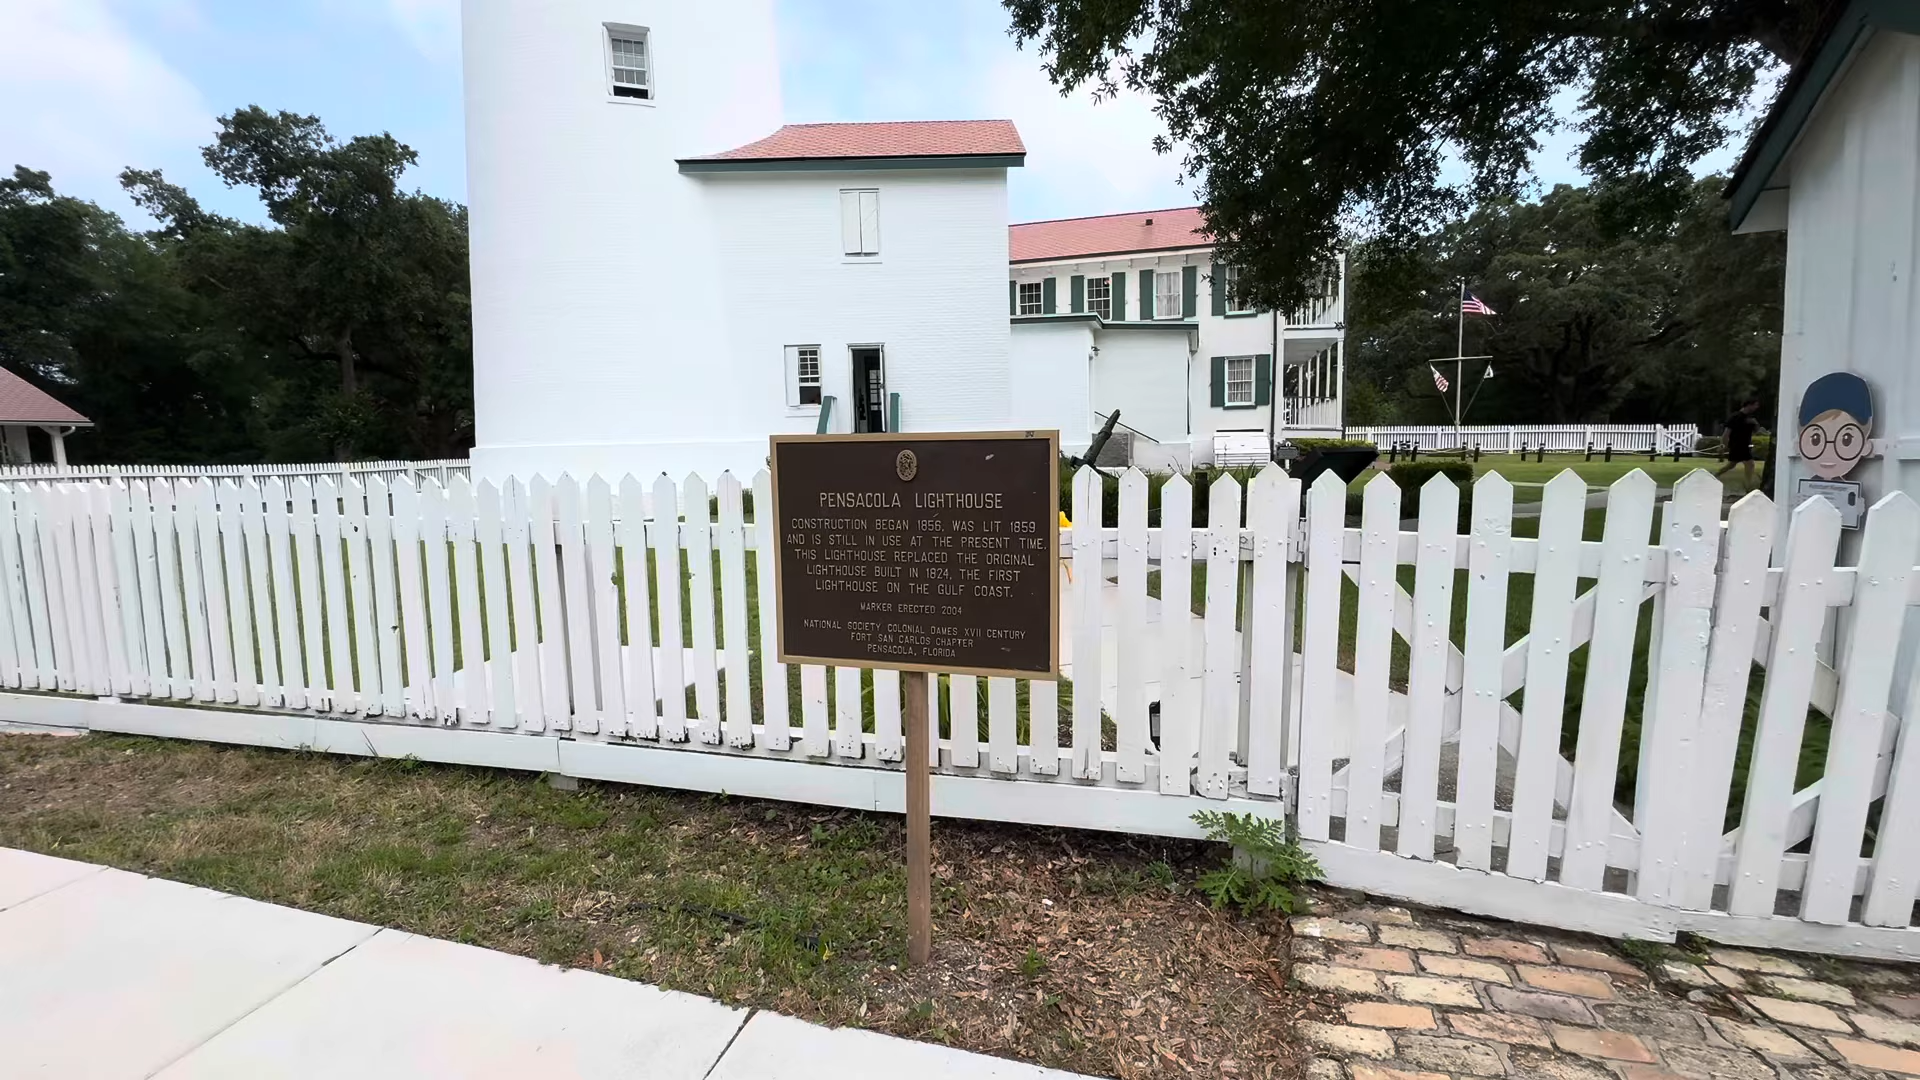 PENSACOLA LIGHTHOUSE
CONSTRUCTION BEGAN 1856, WAS LIT 1859
AND IS STILL IN USE AT THE PRESENT TIME.
THIS LIGHTHOUSE REPLACED THE ORIGINAL
LIGHTHOUSE BUILT IN 1824, THE FIRST
LIGHTHOUSE ON THE GULF COAST.
MARKER ERECTED 2004
NATIONAL SOCIETY COLONIAL DAMES XVII CENTURY
FORT SAN CARLOS CHAPTER
PENSACOLA, FLORIDA